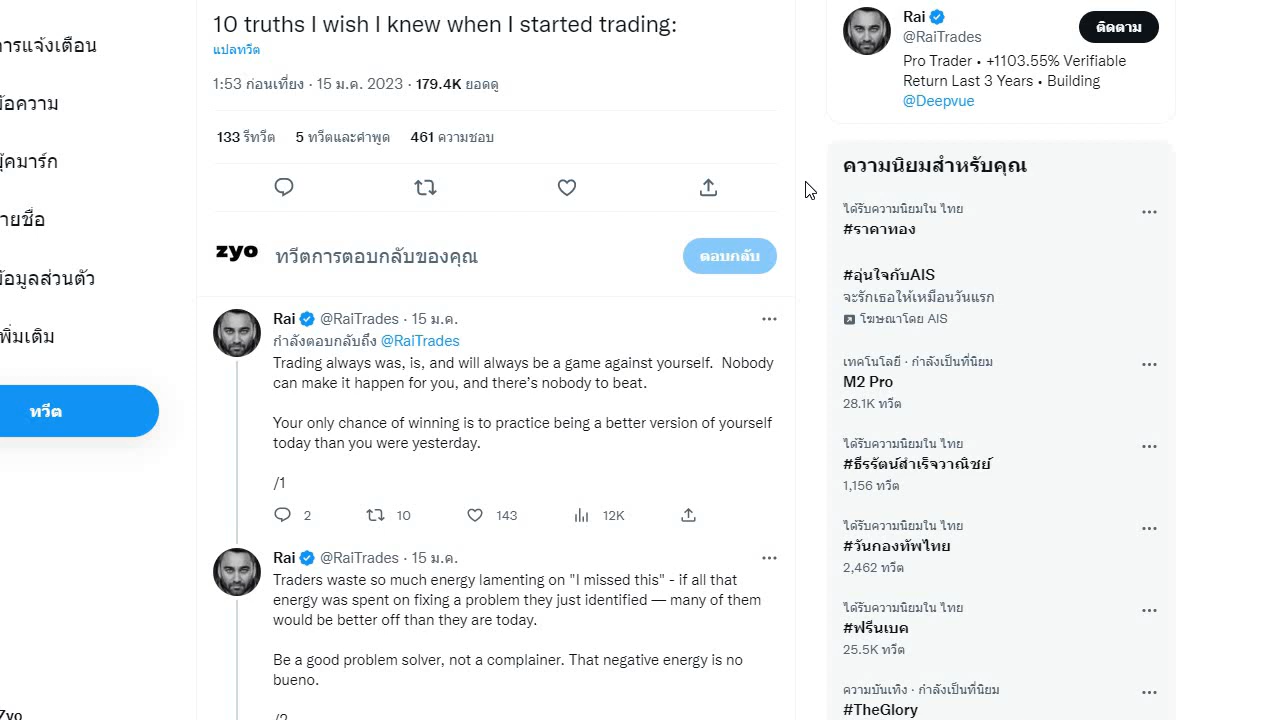 การแจ้งเตือน
ข้อความ
บุ๊คมาร์ก
รายชื่อ
ข้อมูลส่วนตัว
เพิ่มเติม
ทวีต
Zyo
10 truths I wish I knew when I started trading:
แปลทวีต
1:53 ก่อนเที่ยง · 15 ม.ค. 2023 · 179.4K ยอดดู
133 รีทวีต 5 ทวีตและคำพูด 461 ความชอบ
zyo ทวีตการตอบกลับของคุณ ตอบกลับ
Rai @RaiTrades · 15 ม.ค.
กำลังตอบกลับถึง @RaiTrades
Trading always was, is, and will always be a game against yourself. Nobody
can make it happen for you, and there's nobody to beat.
Your only chance of winning is to practice being a better version of yourself
today than you were yesterday.
/1
2 10 143 12K
Rai @RaiTrades · 15 ม.ค.
Traders waste so much energy lamenting on "I missed this" - if all that
energy was spent on fixing a problem they just identified — many of them
would be better off than they are today.
Be a good problem solver, not a complainer. That negative energy is no
bueno.
/2
Rai
@RaiTrades
ติดตาม
Pro Trader • +1103.55% Verifiable
Return Last 3 Years • Building
@Deepvue
ความนิยมสำหรับคุณ
ได้รับความนิยมใน ไทย
#ราคาทอง
#อุ่นใจกับAIS
จะรักเธอให้เหมือนวันแรก
โฆษณาโดย AIS
เทคโนโลยี · กำลังเป็นที่นิยม
M2 Pro
28.1K ทวีต
ได้รับความนิยมใน ไทย
#ธีรรัตน์สำเร็จวาณิชย์
1,156 ทวีต
ได้รับความนิยมใน ไทย
#วันกองทัพไทย
2,462 ทวีต
ได้รับความนิยมใน ไทย
#ฟรีนเบค
25.5K ทวีต
ความบันเทิง · กำลังเป็นที่นิยม
#TheGlory